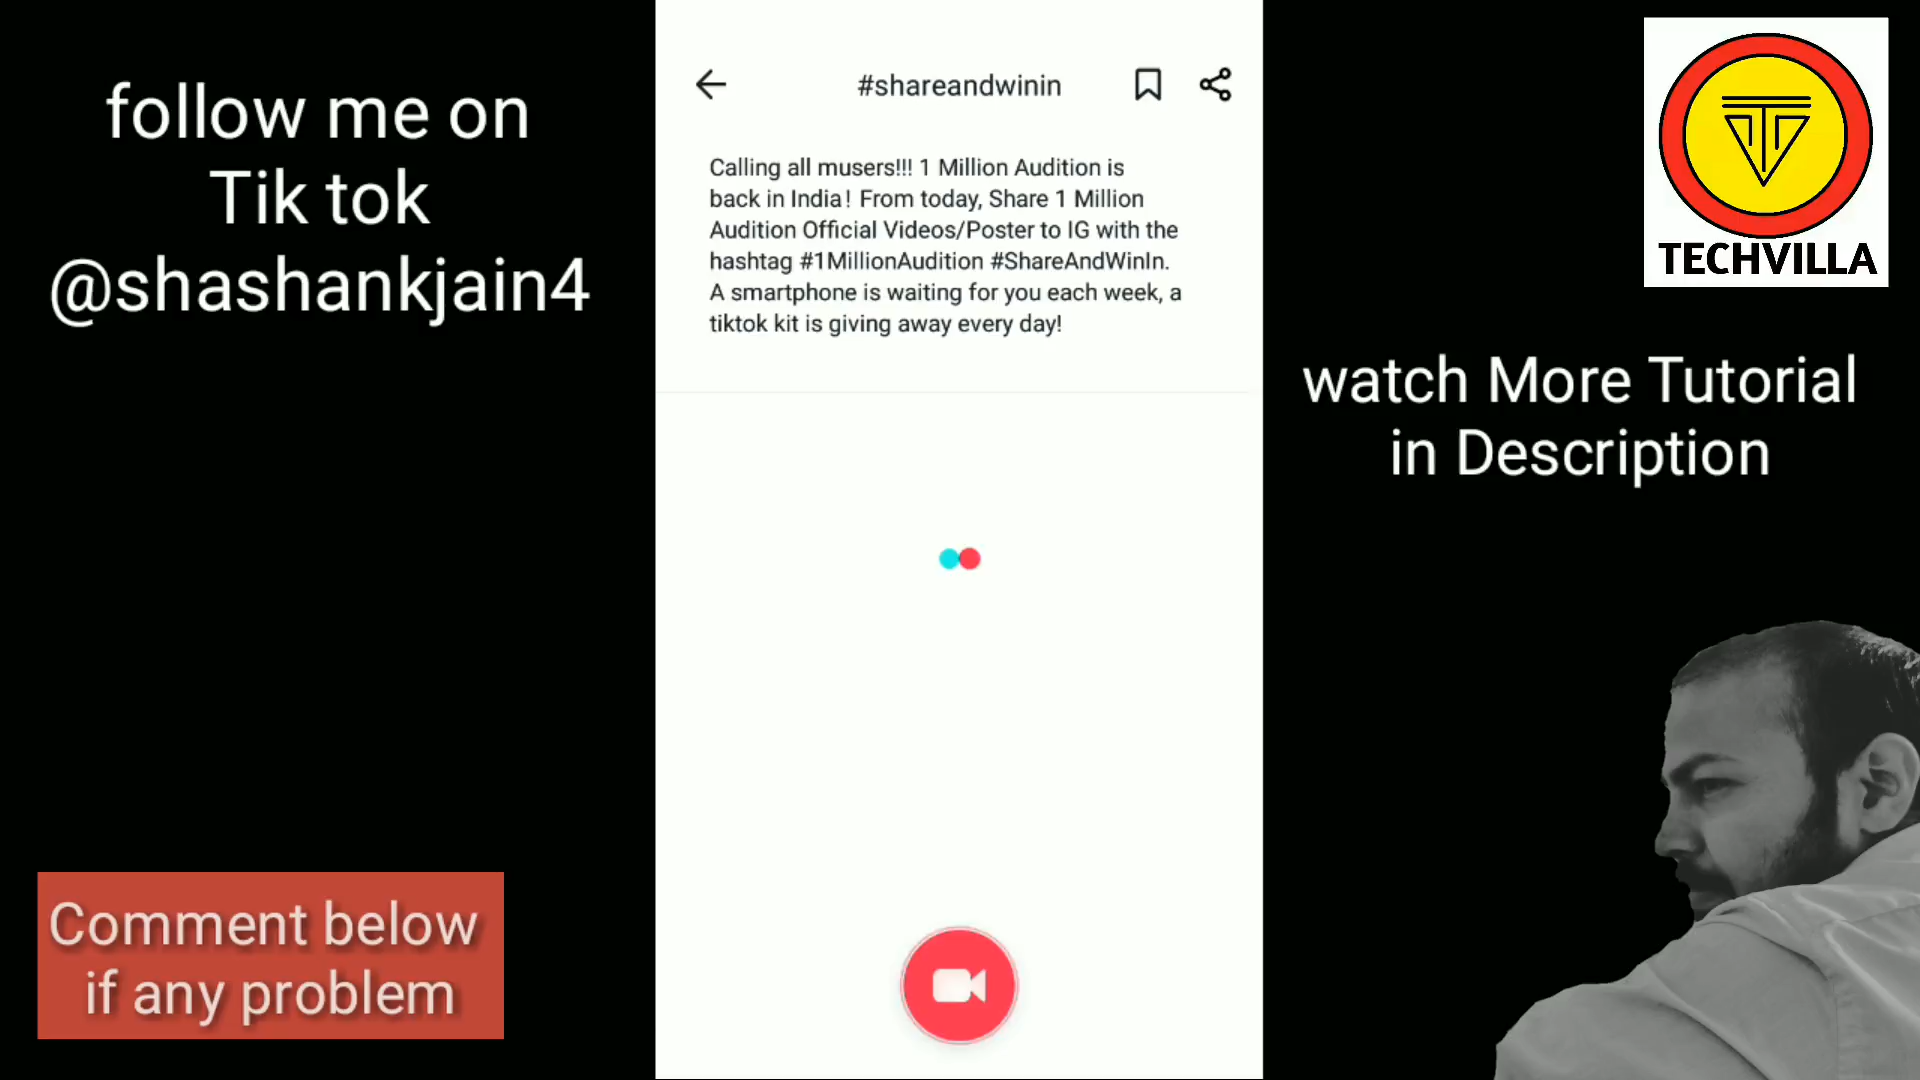 follow me on
Tik tok
@shashankjain4
#shareandwinin
Calling all musers!!! 1 Million Audition is
back in India! From today, Share 1 Million
Audition Official Videos/Poster to IG with the
hashtag #1MillionAudition #ShareAndWinIn.
A smartphone is waiting for you each week, a
tiktok kit is giving away every day!
TECHVILLA
watch More Tutorial
in Description
Comment below
if any problem